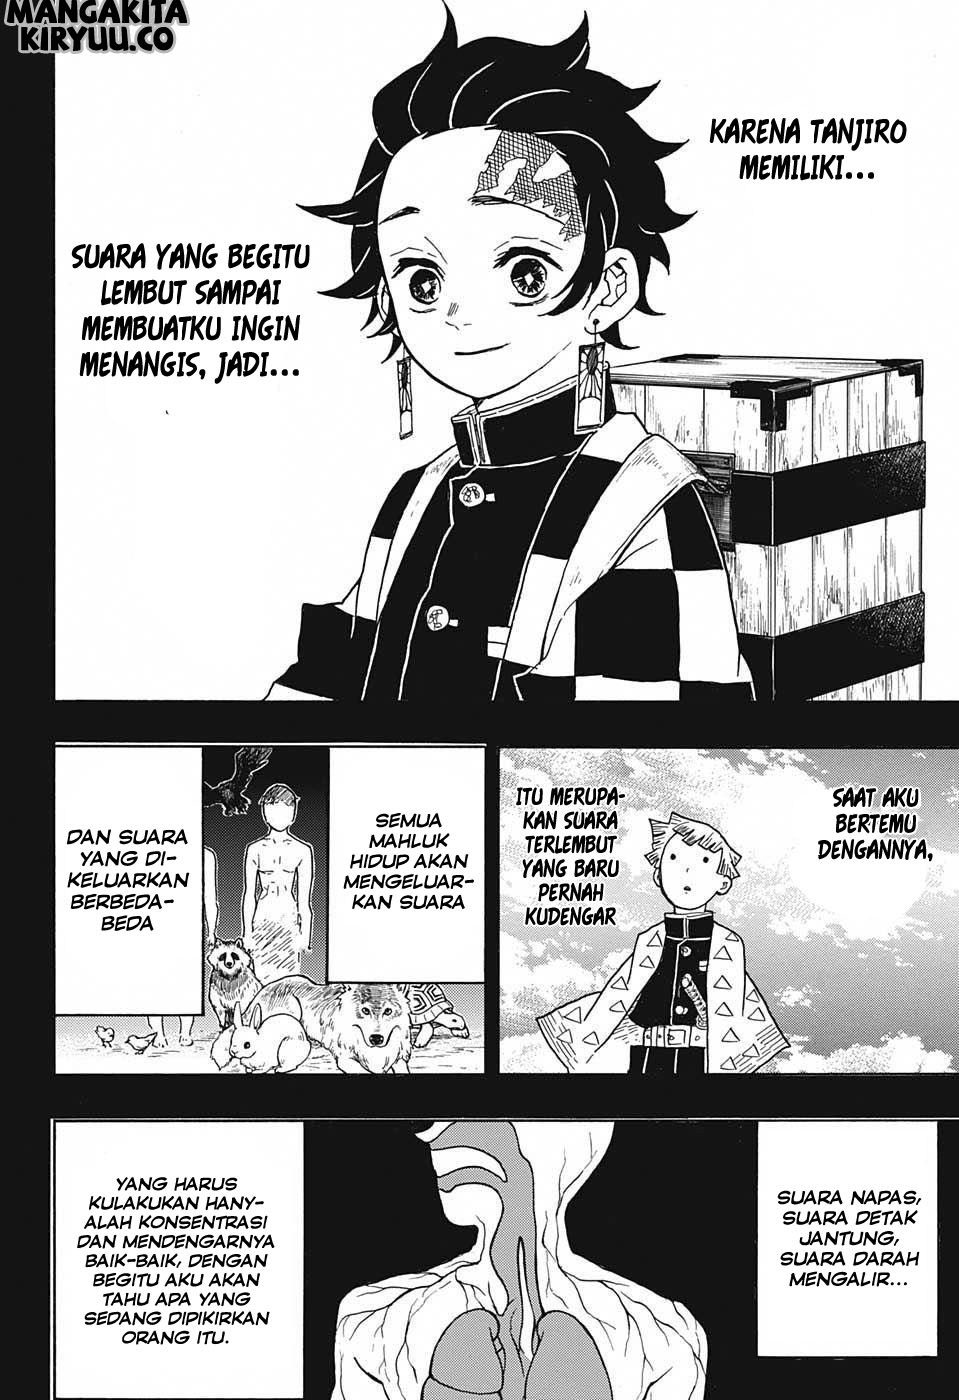 MANGAKITA
KIRYUU.CO
KARENA TANJIRO
MEMILIKI...
SUARA YANG BEGITU
LEMBUT SAMPAI
MEMBUATKU INGIN
MENANGIS, JADI...
SAAT AKU
BERTEMU
DENGANNYA,
ITU MERUPA-
KAN SUARA
TERLEMBUT
YANG BARU
PERNAH
KUDENGAR
SEMUA
MAHLUK
HIDUP AKAN
MENGELUAR-
KAN SUARA
DAN SUARA
YANG DI-
KELUARKAN
BERBEDA-
BEDA
SUARA NAPAS,
SUARA DETAK
JANTUNG,
SUARA DARAH
MENGALIR...
YANG HARUS
KULAKUKAN HANY-
ALAH KONSENTRASI
DAN MENDENGARNYA
BAIK-BAIK, DENGAN
BEGITU AKU AKAN
TAHU APA YANG
SEDANG DIPIKIRKAN
ORANG ITU.